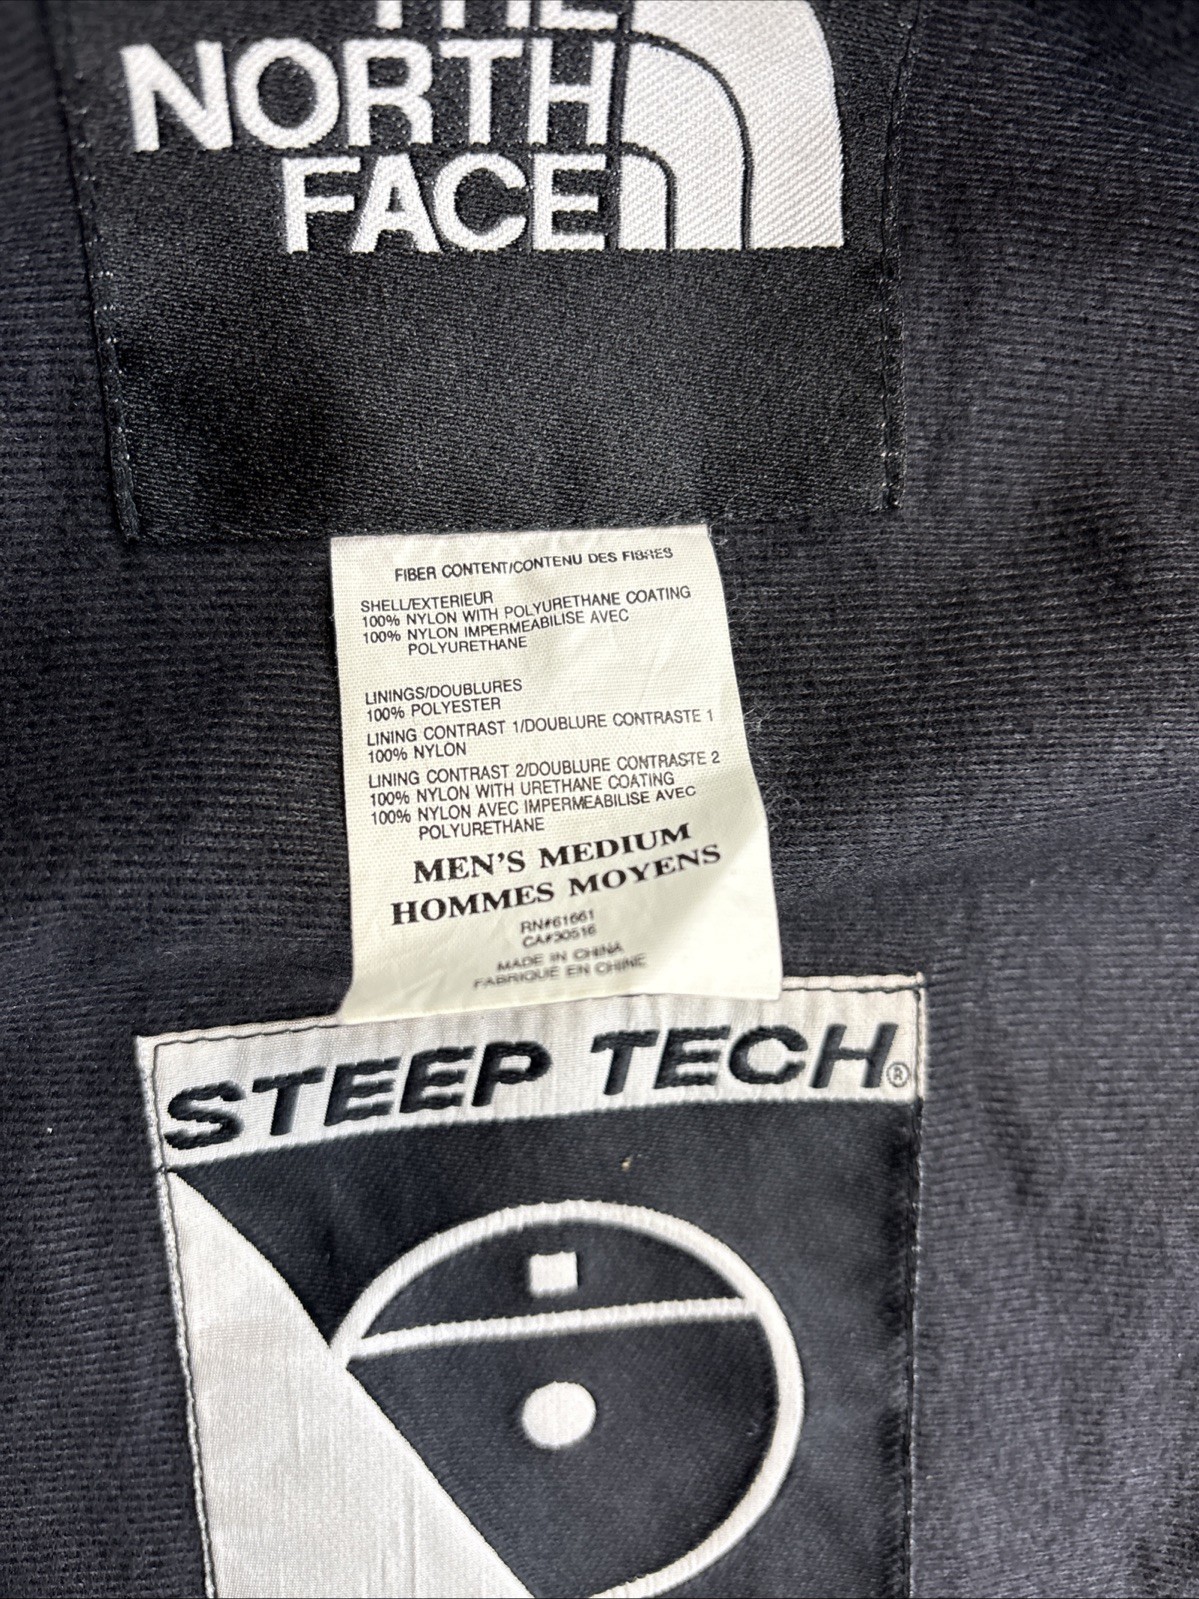 THE
NORTH
FACE
FIBER CONTENT/CONTENU DES FIBRES
SHELL/EXTERIEUR
100% NYLON WITH POLYURETHANE COATING
100% NYLON IMPERMEABILISE AVEC
POLYURETHANE
LININGS/DOUBLURES
100% POLYESTER
LINING CONTRAST 1/DOUBLURE CONTRASTE 1
100% NYLON
LINING CONTRAST 2/DOUBLURE CONTRASTE 2
100% NYLON WITH URETHANE COATING
100% NYLON AVEC IMPERMEABILISE AVEC
POLYURETHANE
MEN'S MEDIUM
HOMMES MOYENS
RN#61661
CA#30516
MADE IN CHINA
FABRIQUE EN CHINE
STEEP TECH®